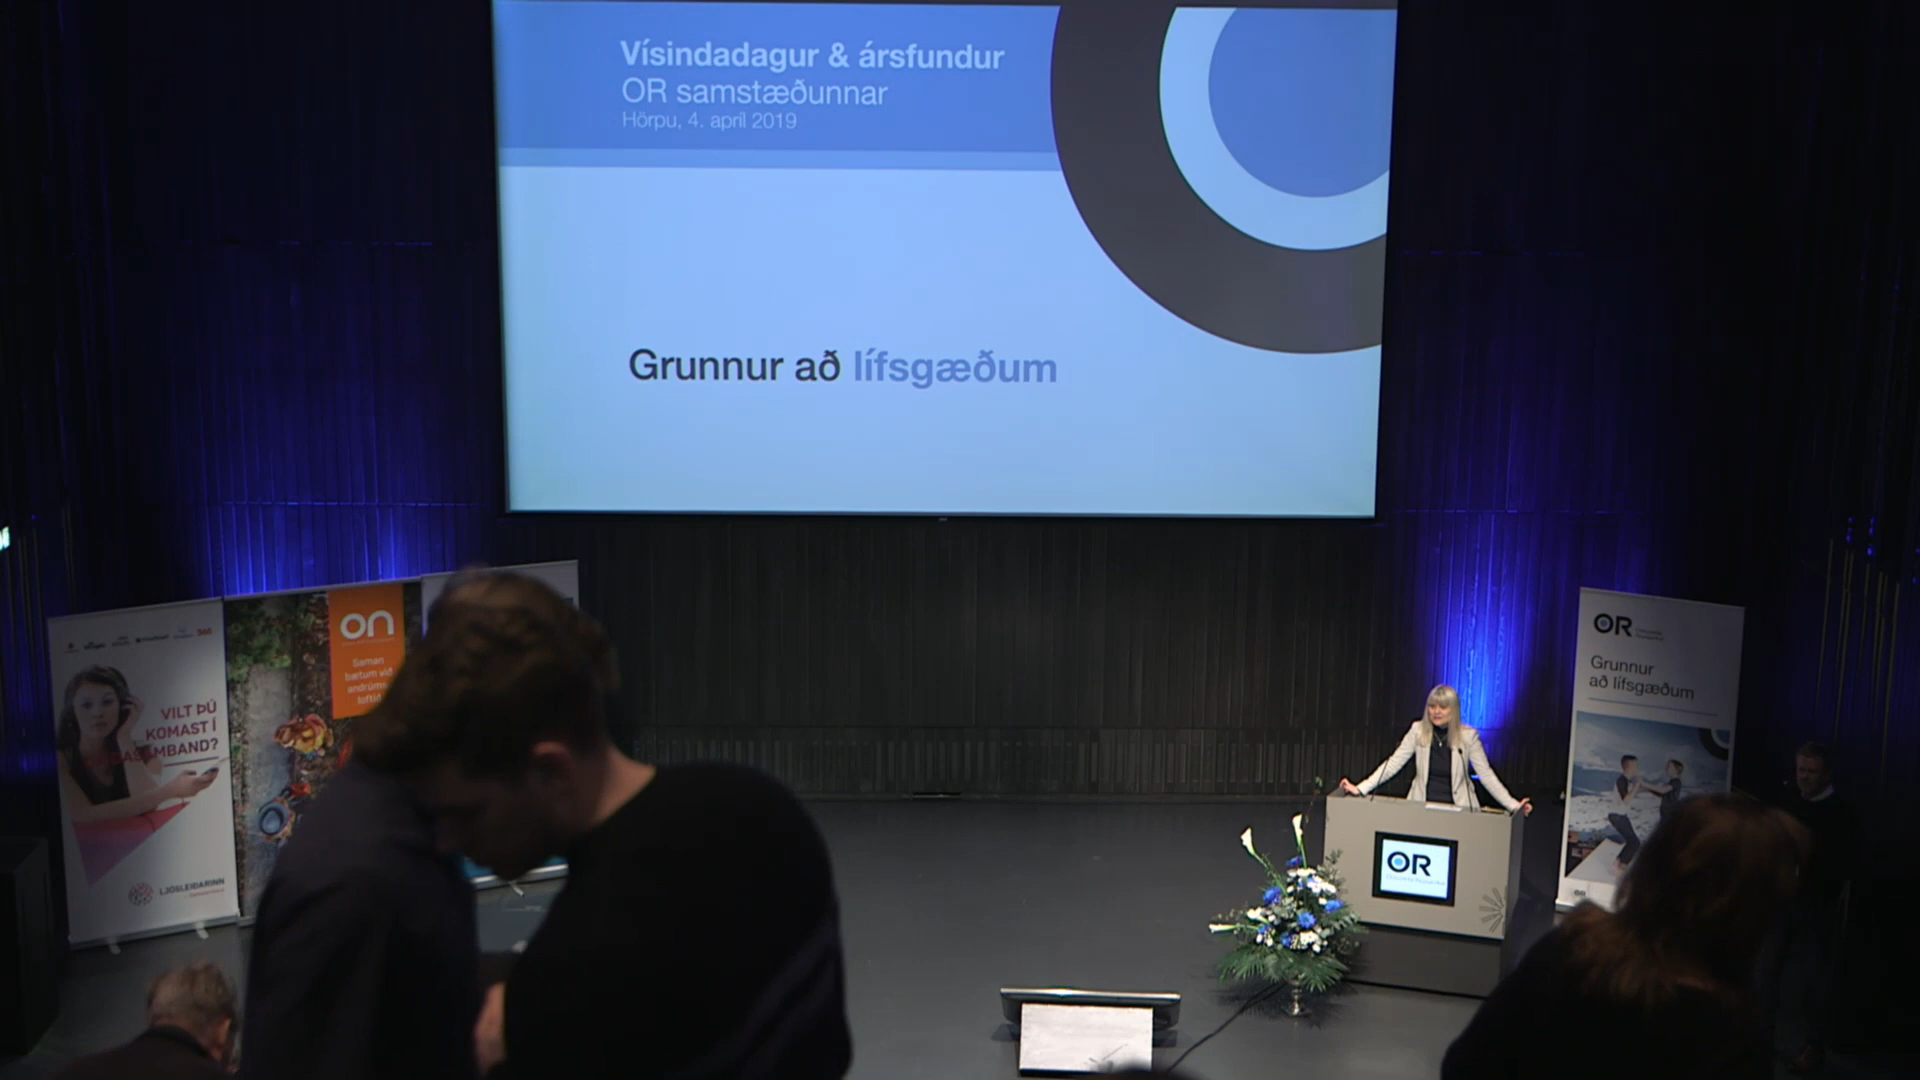 Vísindadagur & ársfundur
OR samstæðunnar
Hörpu, 4. apríl 2019
Grunnur að lífsgæðum
on
Saman
bætum við
andrúms-
loftið
365
VILT ÞÚ
KOMAST Í
LJÓSLEIÐARINN
OR
Grunnur
að lífsgæðum
OR